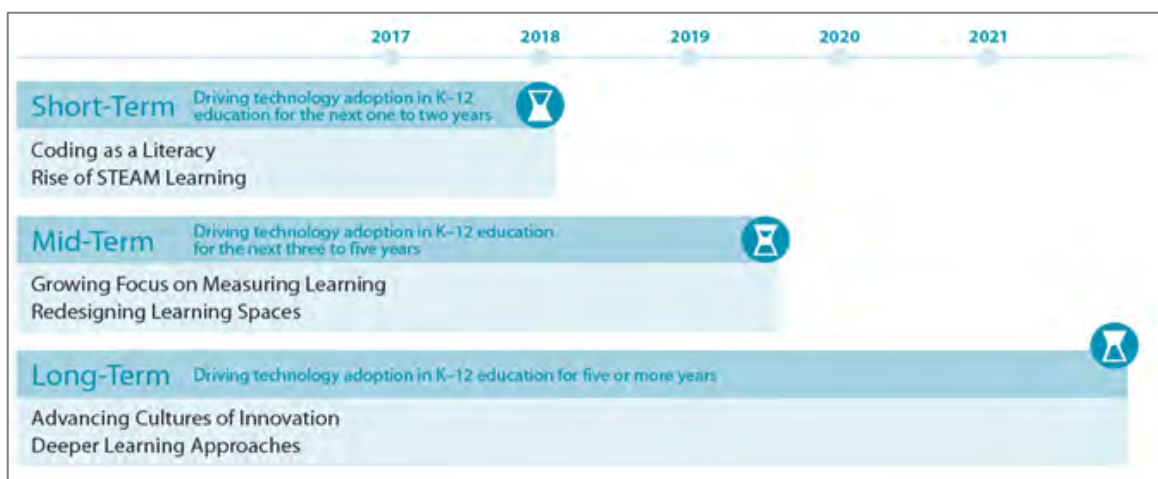 2017 2018 2019 2020 2021
Short-Term
Driving technology adoption in K–12
education for the next one to two years
Coding as a Literacy
Rise of STEAM Learning
Mid-Term
Driving technology adoption in K–12 education
for the next three to five years
Growing Focus on Measuring Learning
Redesigning Learning Spaces
Long-Term Driving technology adoption in K–12 education for five or more years
Advancing Cultures of Innovation
Deeper Learning Approaches